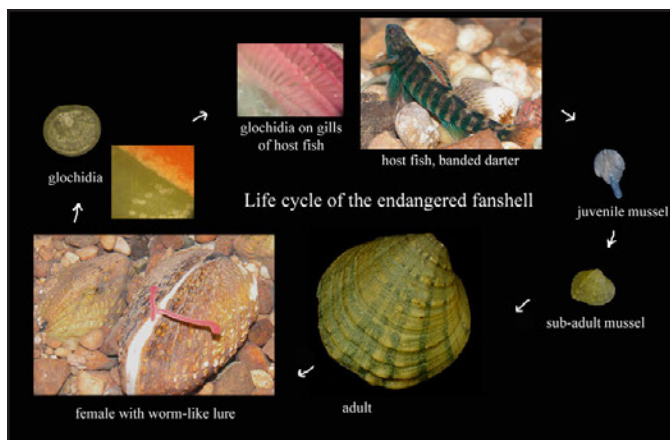 glochidia on gills
of host fish
host fish, banded darter
glochidia
Life cycle of the endangered fanshell
juvenile mussel
sub-adult mussel
adult
female with worm-like lure